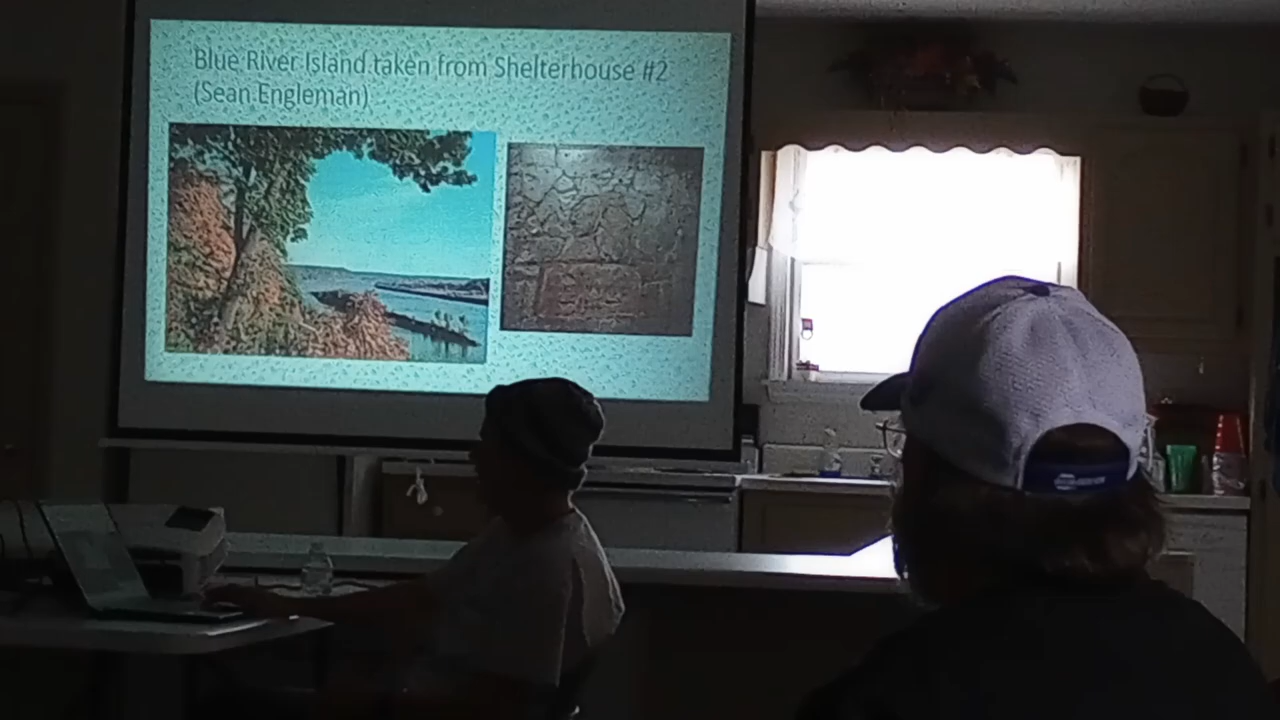 Blue River Island taken from Shelterhouse #2
(Sean Engleman)